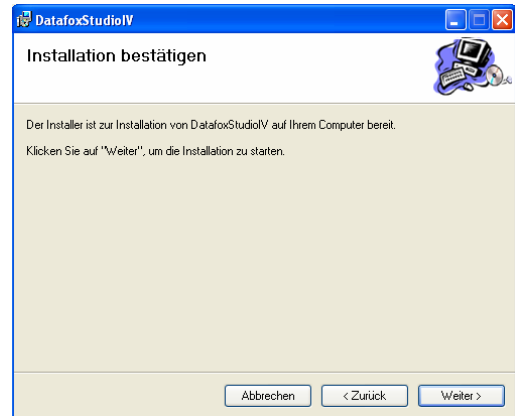 DatafoxStudioIV
Installation bestätigen
Der Installer ist zur Installation von DatafoxStudioIV auf Ihrem Computer bereit.
Klicken Sie auf "Weiter", um die Installation zu starten.
Abbrechen
< Zurück
Weiter >